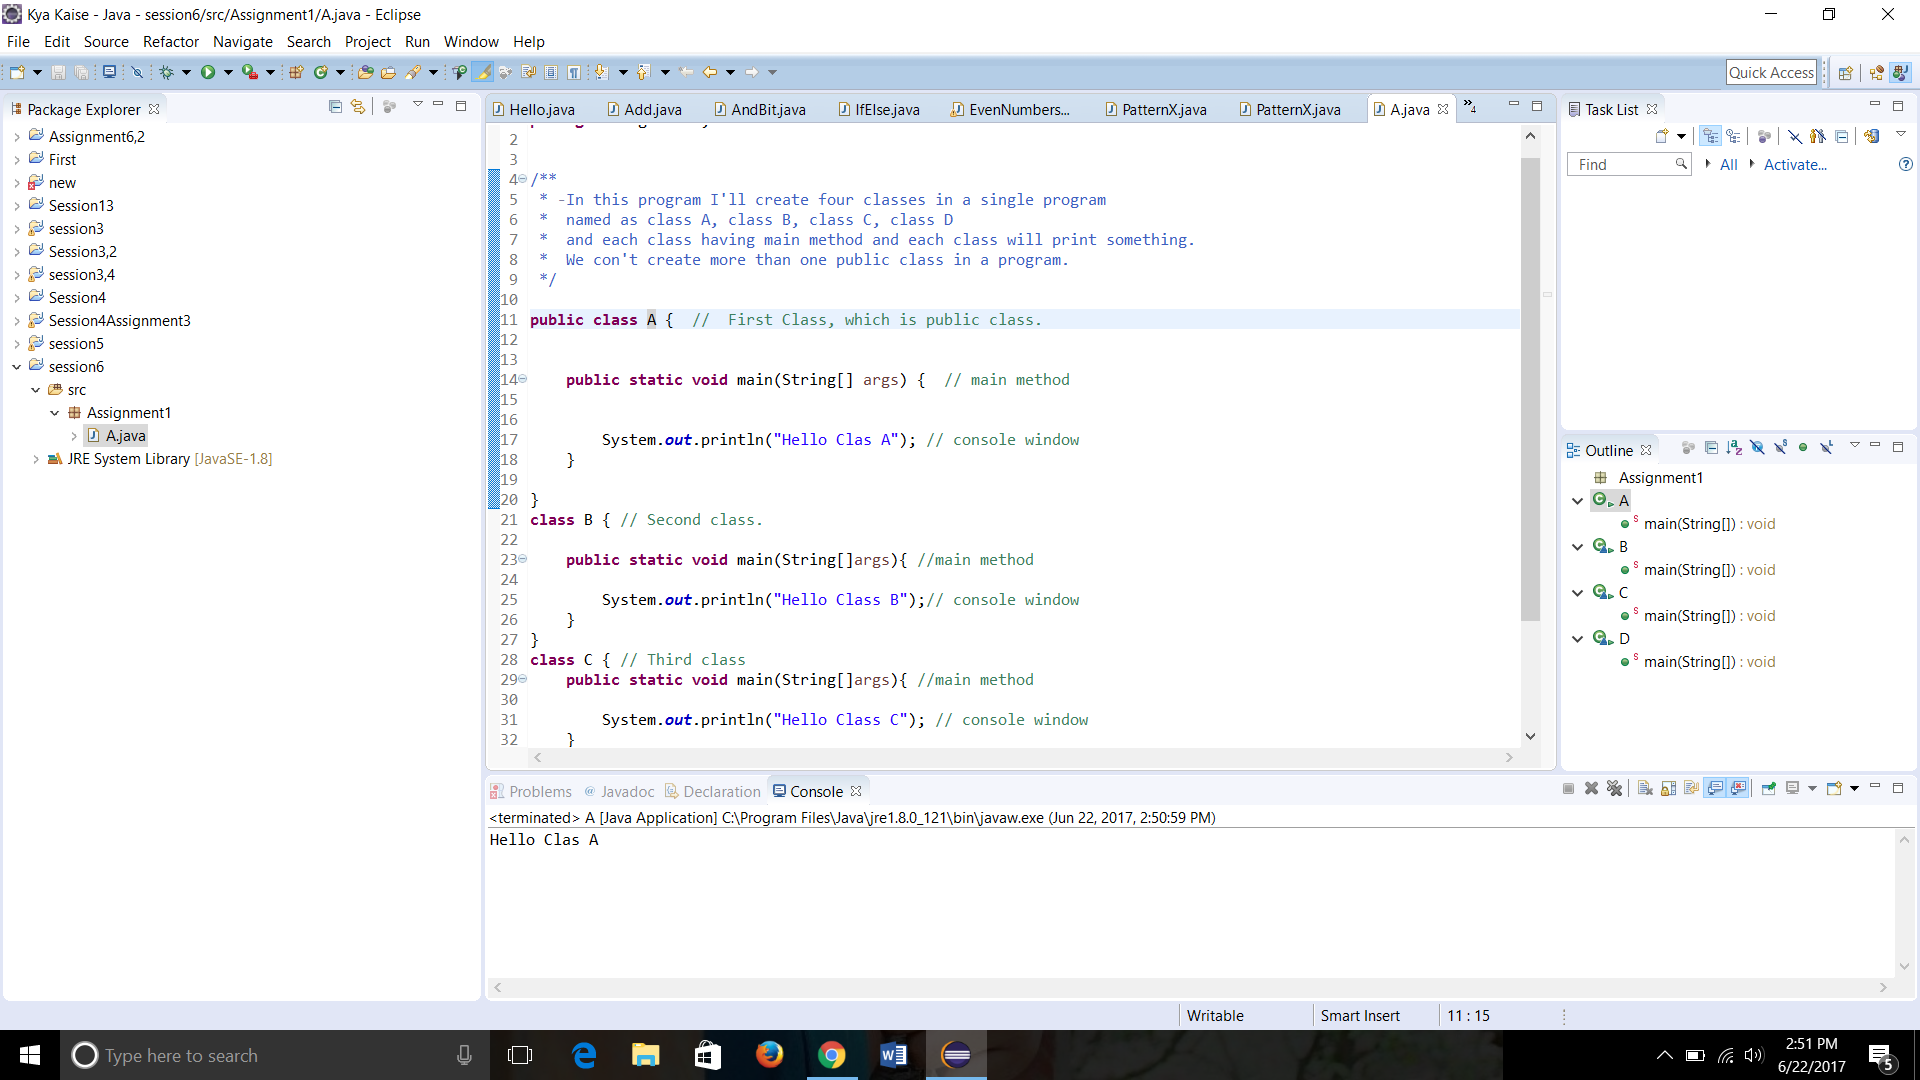 Kya Kaise - Java - session6/src/Assignment1/A.java - Eclipse
File Edit Source Refactor Navigate Search Project Run Window Help
Quick Access
Package Explorer
Assignment6,2
First
new
Session13
session3
Session3,2
session3,4
Session4
Session4Assignment3
session5
session6
src
Assignment1
A.java
JRE System Library [JavaSE-1.8]
Hello.java Add.java AndBit.java IfElse.java EvenNumbers... PatternX.java PatternX.java A.java »4
2
3
4 /**
5 * -In this program I'll create four classes in a single program
6 * named as class A, class B, class C, class D
7 * and each class having main method and each class will print something.
8 * We con't create more than one public class in a program.
9 */
10
11 public class A { // First Class, which is public class.
12
13
14 public static void main(String[] args) { // main method
15
16
17 System.out.println("Hello Clas A"); // console window
18 }
19
20 }
21 class B { // Second class.
22
23 public static void main(String[]args){ //main method
24
25 System.out.println("Hello Class B");// console window
26 }
27 }
28 class C { // Third class
29 public static void main(String[]args){ //main method
30
31 System.out.println("Hello Class C"); // console window
32 }
Task List
Find All Activate...
Outline
Assignment1
A
main(String[]) : void
B
main(String[]) : void
C
main(String[]) : void
D
main(String[]) : void
Problems @ Javadoc Declaration Console
<terminated> A [Java Application] C:\Program Files\Java\jre1.8.0_121\bin\javaw.exe (Jun 22, 2017, 2:50:59 PM)
Hello Clas A
Writable Smart Insert 11 : 15
Type here to search
2:51 PM
6/22/2017
5